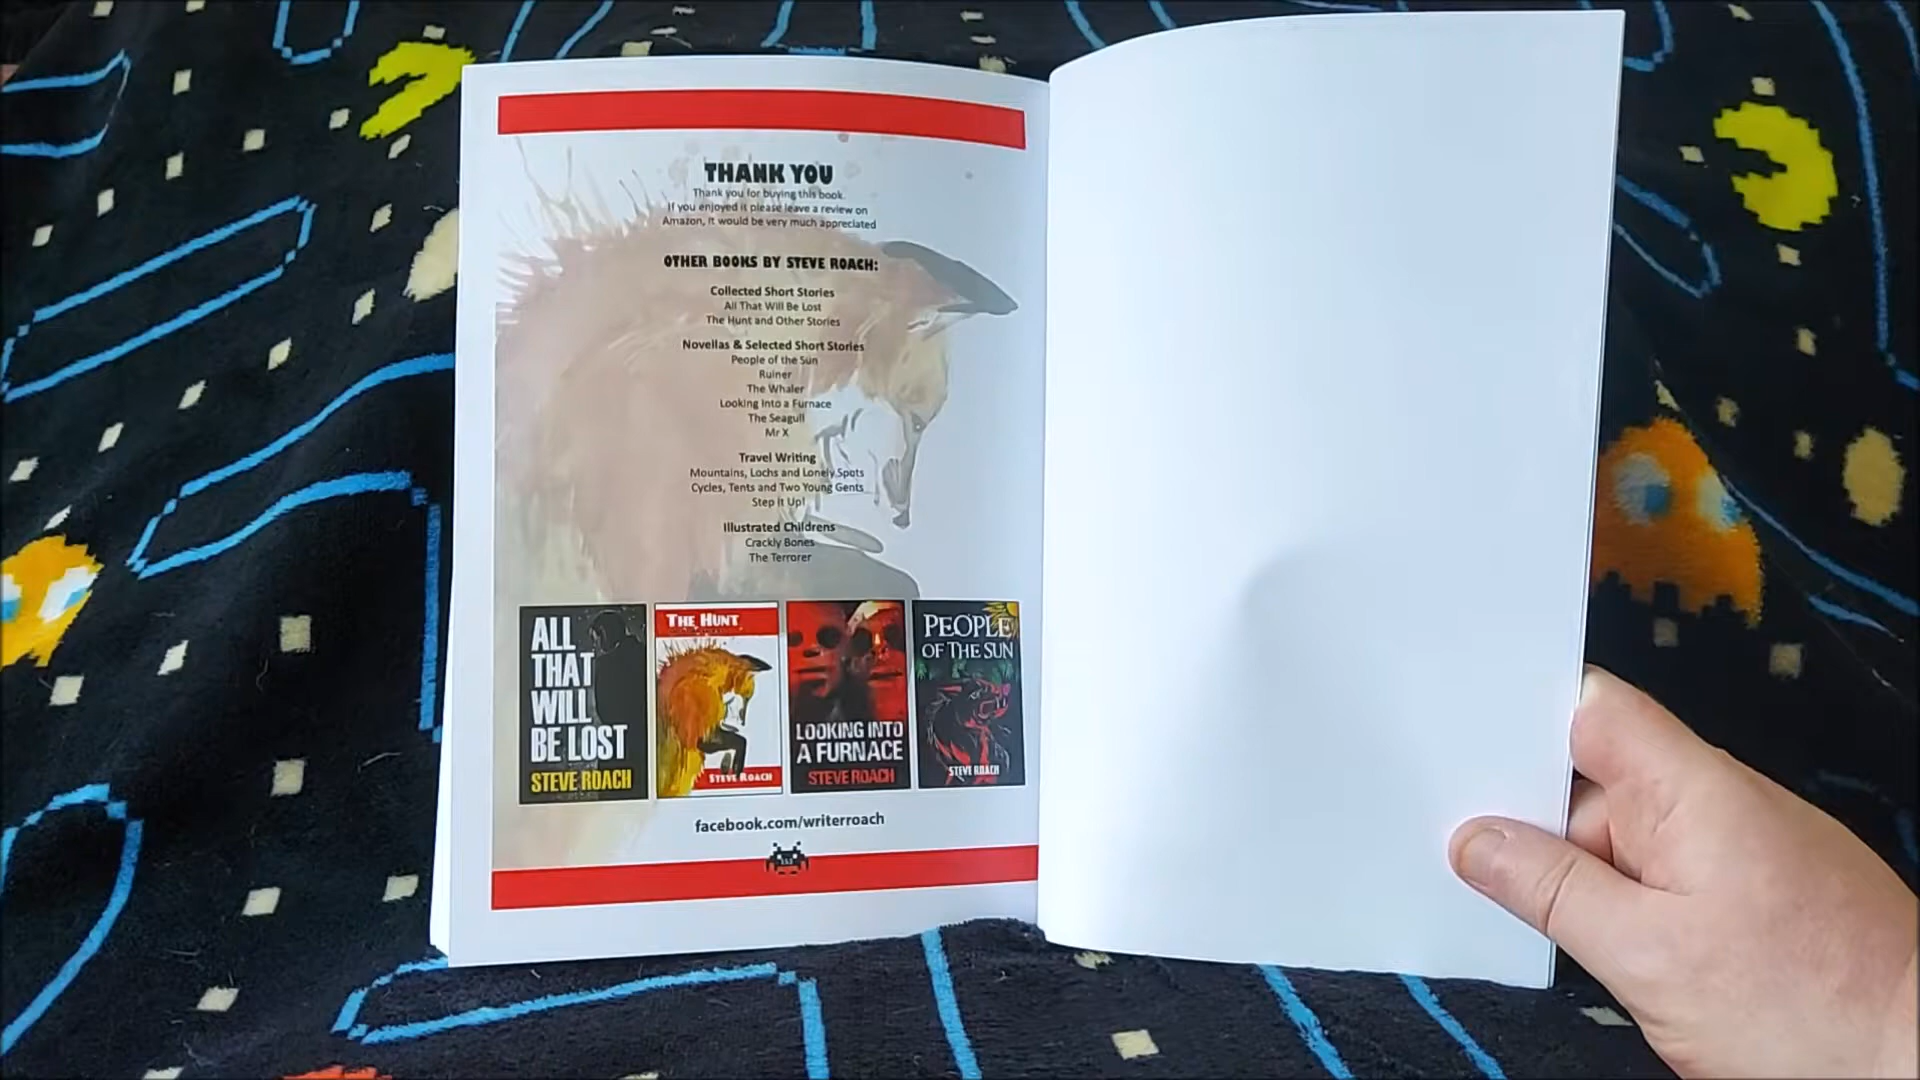 THANK YOU
Thank you for buying this book.
If you enjoyed it please leave a review on
Amazon, it would be very much appreciated
OTHER BOOKS BY STEVE ROACH:
Collected Short Stories
All That Will Be Lost
The Hunt and Other Stories
Novellas & Selected Short Stories
People of the Sun
Ruiner
The Whaler
Looking Into a Furnace
The Seagull
Mr X
Travel Writing
Mountains, Lochs and Lonely Spots
Cycles, Tents and Two Young Gents
Step It Up!
Illustrated Childrens
Crackly Bones
The Terrorer
ALL
THAT
WILL
BE LOST
STEVE ROACH
THE HUNT
STEVE ROACH
LOOKING INTO
A FURNACE
STEVE ROACH
PEOPLE
OF THE SUN
STEVE ROACH
facebook.com/writerroach